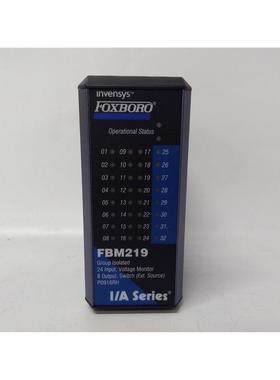 invensys™
FOXBORO®
Operational Status
01 09 17 25
02 10 18 26
03 11 19 27
04 12 20 28
05 13 21 29
06 14 22 30
07 15 23 31
08 16 24 32
FBM219
Group Isolated
24 Input, Voltage Monitor
8 Output, Switch (Ext. Source)
P0916RH
I/A Series®